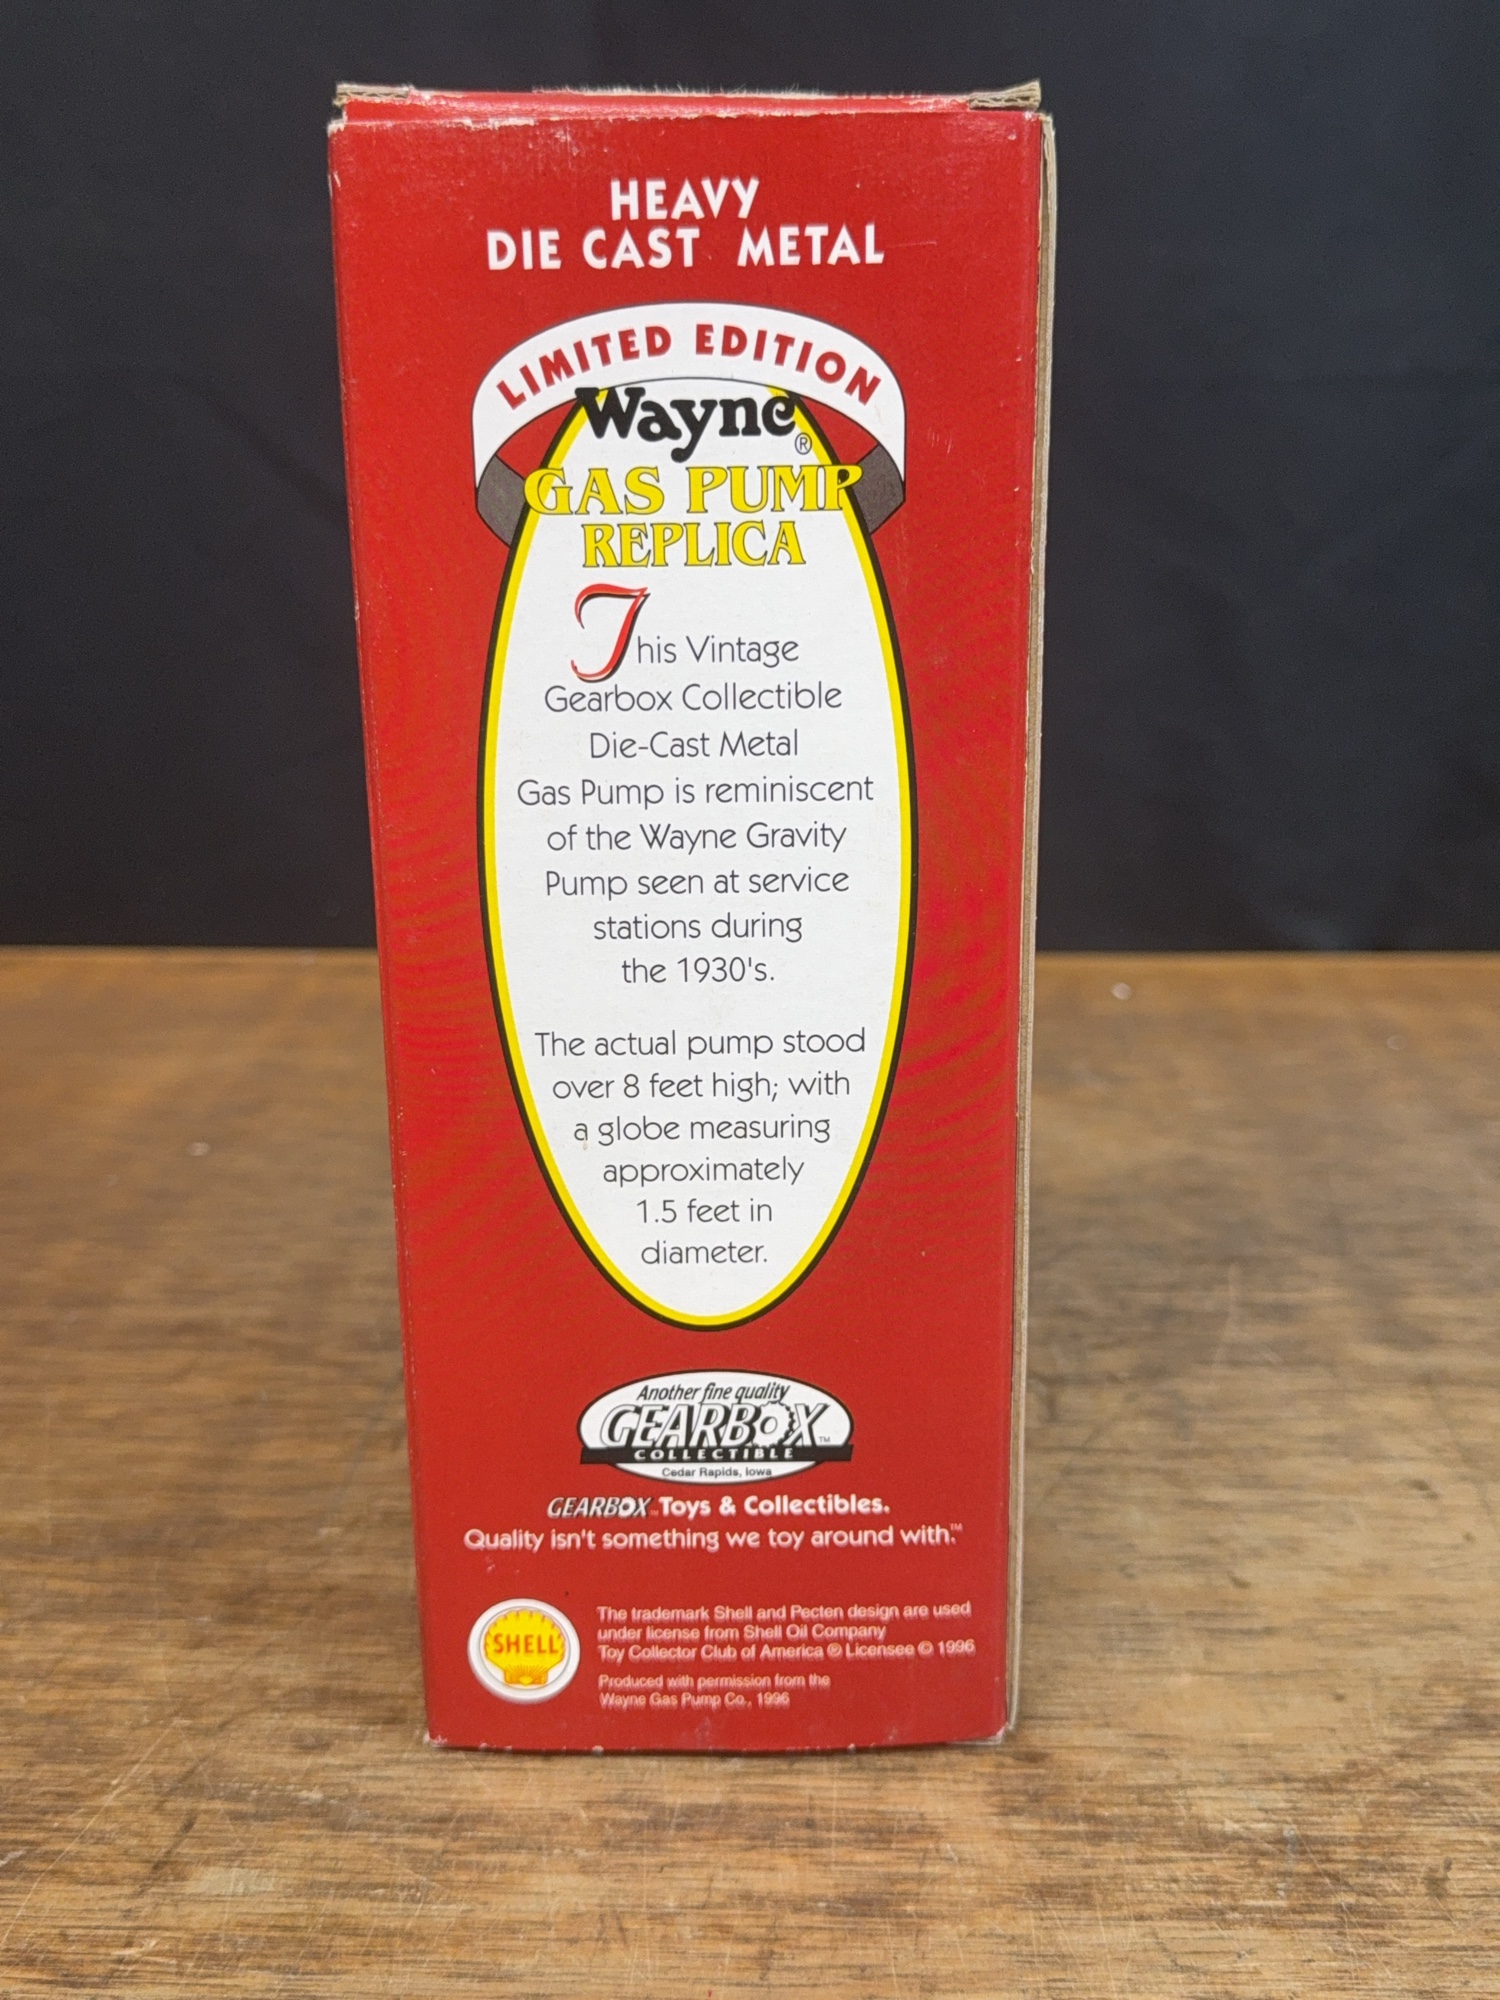 HEAVY
DIE CAST METAL
LIMITED EDITION
Wayne®
GAS PUMP
REPLICA
This Vintage
Gearbox Collectible
Die-Cast Metal
Gas Pump is reminiscent
of the Wayne Gravity
Pump seen at service
stations during
the 1930's.
The actual pump stood
over 8 feet high; with
a globe measuring
approximately
1.5 feet in
diameter.
Another fine quality
GEARBOX™
COLLECTIBLE
Cedar Rapids, Iowa
GEARBOX™ Toys & Collectibles.
Quality isn't something we toy around with.™
SHELL
The trademark Shell and Pecten design are used
under license from Shell Oil Company
Toy Collector Club of America ® Licensee © 1996
Produced with permission from the
Wayne Gas Pump Co., 1996